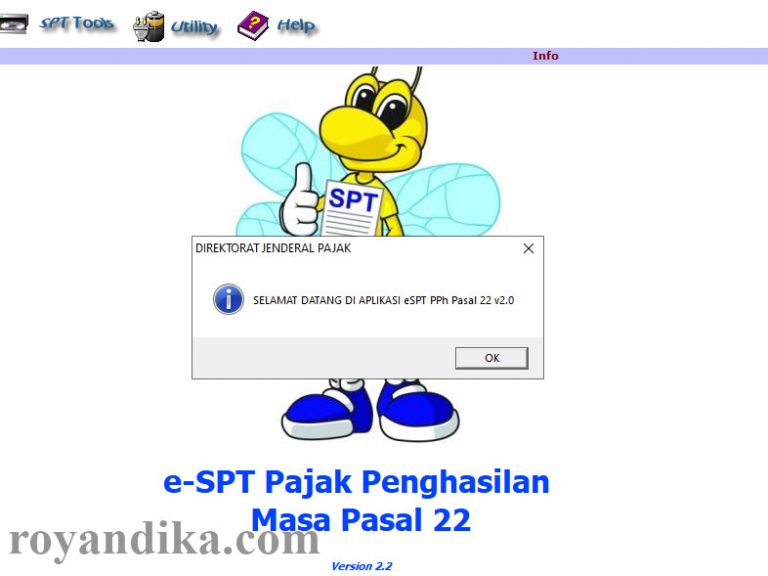 SPT Tools Utility Help
Info
SPT
DIREKTORAT JENDERAL PAJAK
SELAMAT DATANG DI APLIKASI eSPT PPh Pasal 22 v2.0
OK
e-SPT Pajak Penghasilan
Masa Pasal 22
royandika.com
Version 2.2